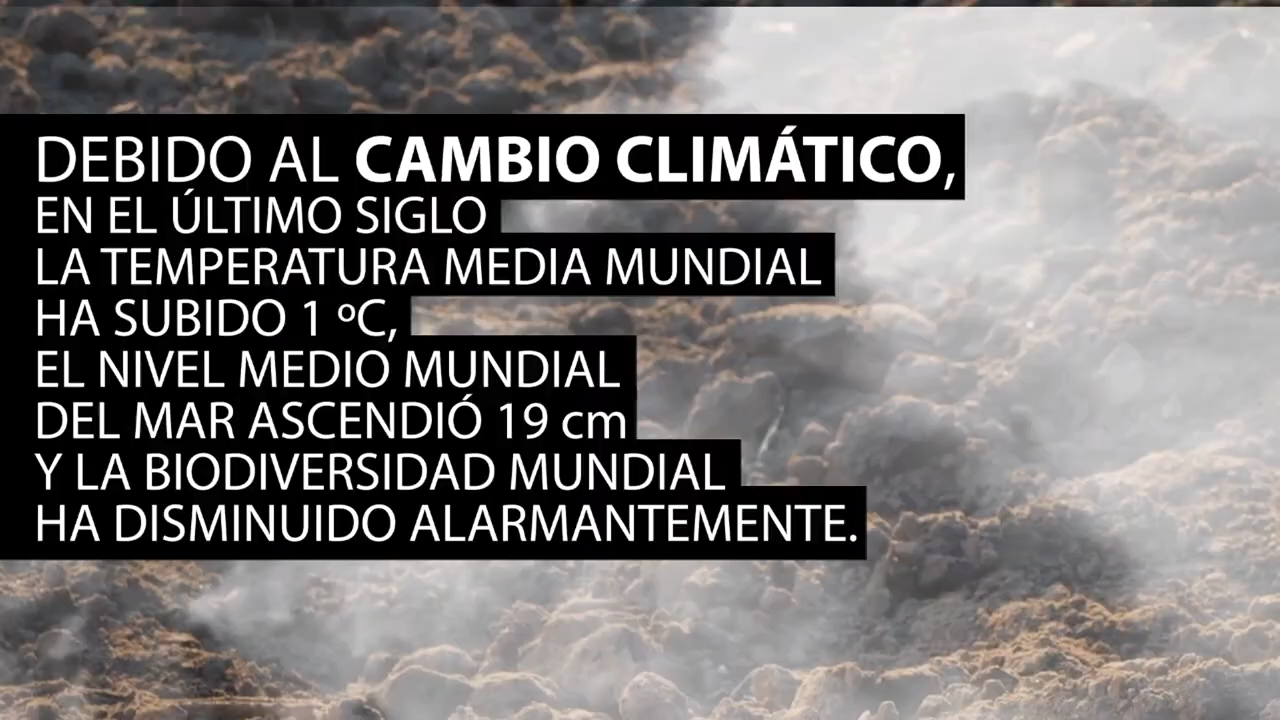 DEBIDO AL CAMBIO CLIMÁTICO,
EN EL ÚLTIMO SIGLO
LA TEMPERATURA MEDIA MUNDIAL
HA SUBIDO 1 ºC,
EL NIVEL MEDIO MUNDIAL
DEL MAR ASCENDIÓ 19 cm
Y LA BIODIVERSIDAD MUNDIAL
HA DISMINUIDO ALARMANTEMENTE.